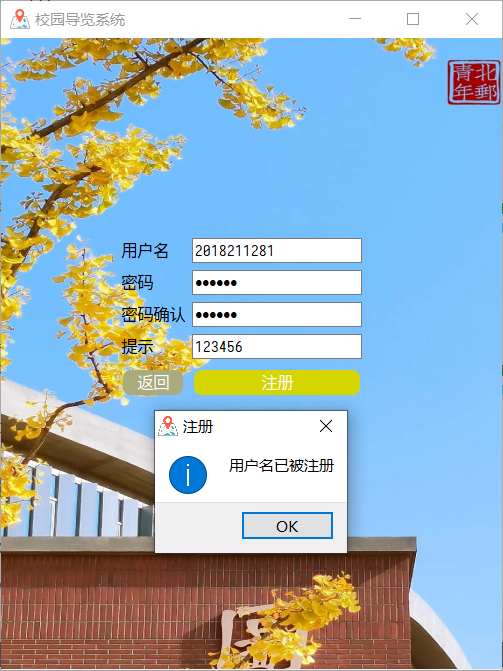 校园导览系统
北邮
青年
用户名 2018211281
密码 ••••••
密码确认 ••••••
提示 123456
返回 注册
注册
用户名已被注册
OK